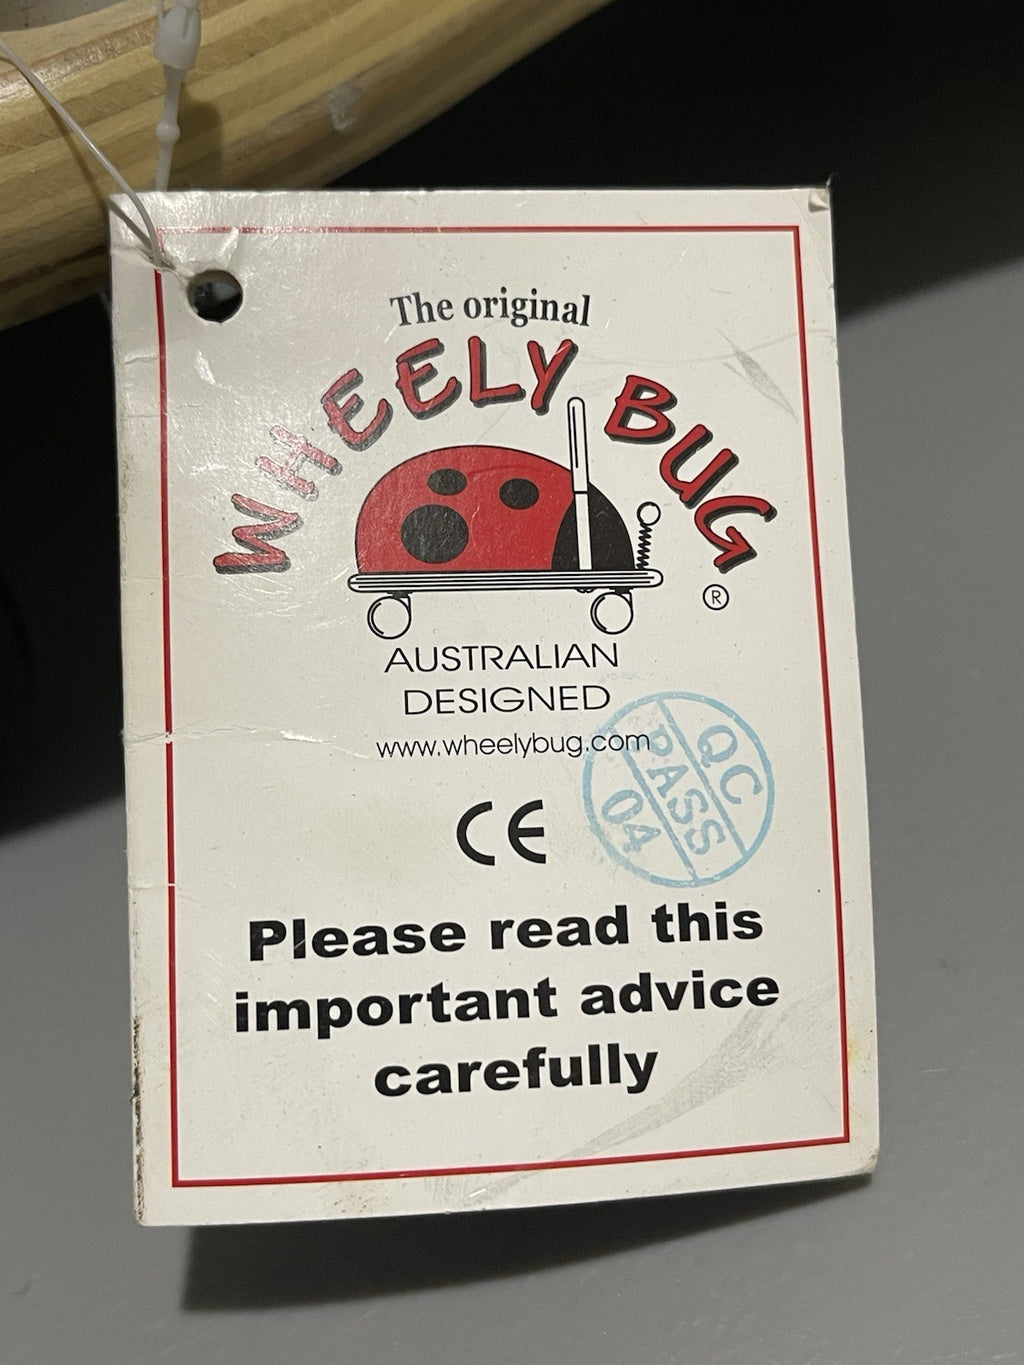 The original
WHEELY BUG
®
AUSTRALIAN
DESIGNED
www.wheelybug.com
CE
QC
PASS
04
Please read this
important advice
carefully